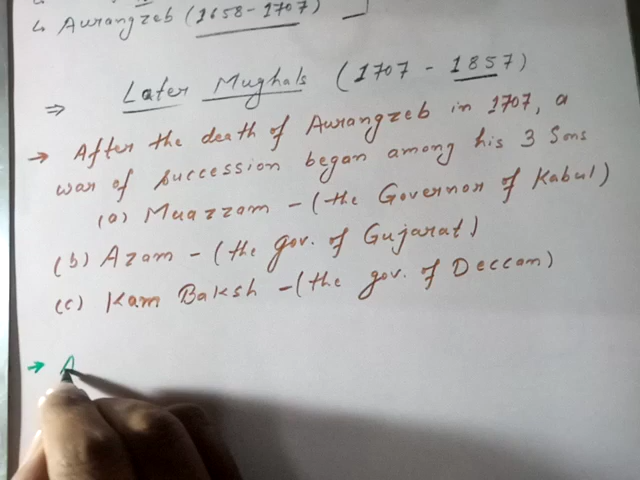 ↳ Aurangzeb (1658-1707)
⇒ Later Mughals (1707 - 1857)
→ After the death of Aurangzeb in 1707, a
war of succession began among his 3 Sons
(a) Muazzam - (the Governor of Kabul)
(b) Azam - (the gov. of Gujarat)
(c) Kam Baksh - (the gov. of Deccan)
→ A